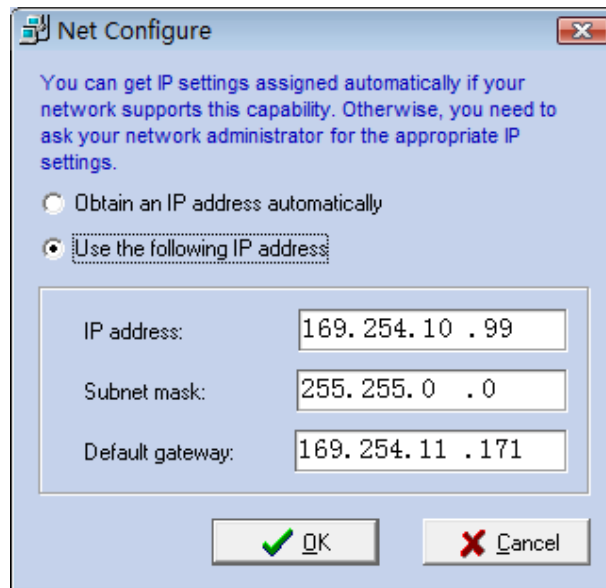 Net Configure
You can get IP settings assigned automatically if your
network supports this capability. Otherwise, you need to
ask your network administrator for the appropriate IP
settings.
Obtain an IP address automatically
Use the following IP address
IP address: 169.254.10 .99
Subnet mask: 255.255.0 .0
Default gateway: 169.254.11 .171
OK Cancel